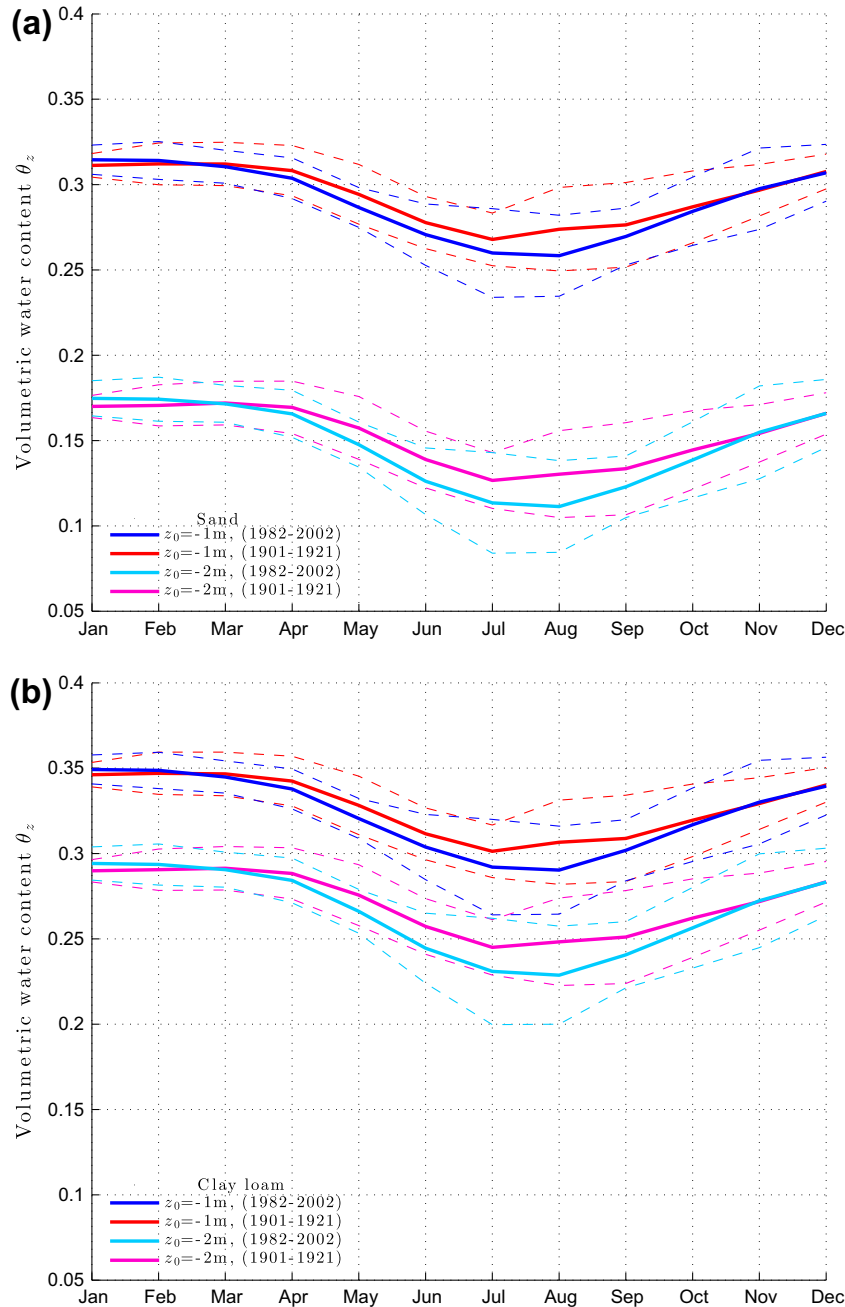 (a)
Volumetric water content θz
0.4
0.35
0.3
0.25
0.2
0.15
0.1
0.05
Sand
z0=-1m, (1982-2002)
z0=-1m, (1901-1921)
z0=-2m, (1982-2002)
z0=-2m, (1901-1921)
Jan Feb Mar Apr May Jun Jul Aug Sep Oct Nov Dec
(b)
Volumetric water content θz
0.4
0.35
0.3
0.25
0.2
0.15
0.1
0.05
Clay loam
z0=-1m, (1982-2002)
z0=-1m, (1901-1921)
z0=-2m, (1982-2002)
z0=-2m, (1901-1921)
Jan Feb Mar Apr May Jun Jul Aug Sep Oct Nov Dec